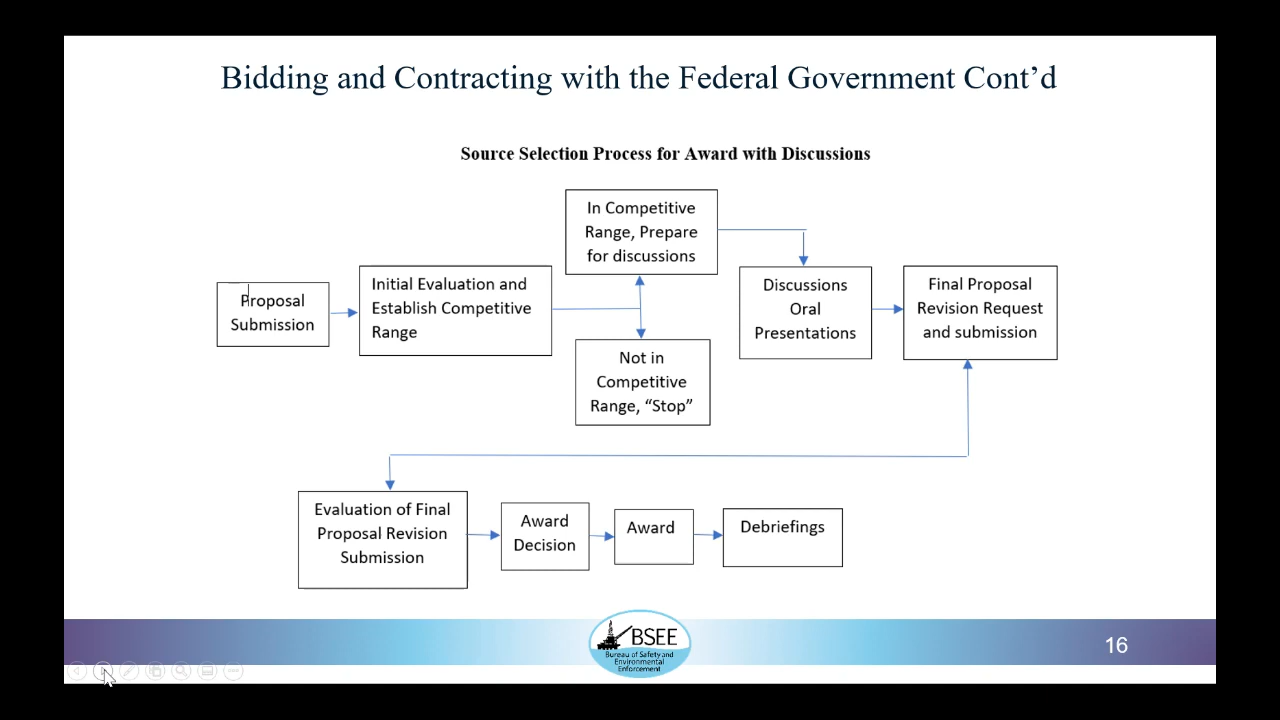 Bidding and Contracting with the Federal Government Cont’d
Source Selection Process for Award with Discussions
Proposal
Submission
Initial Evaluation and
Establish Competitive
Range
In Competitive
Range, Prepare
for discussions
Not in
Competitive
Range, “Stop”
Discussions
Oral
Presentations
Final Proposal
Revision Request
and submission
Evaluation of Final
Proposal Revision
Submission
Award
Decision
Award
Debriefings
BSEE
Bureau of Safety and
Environmental
Enforcement
16